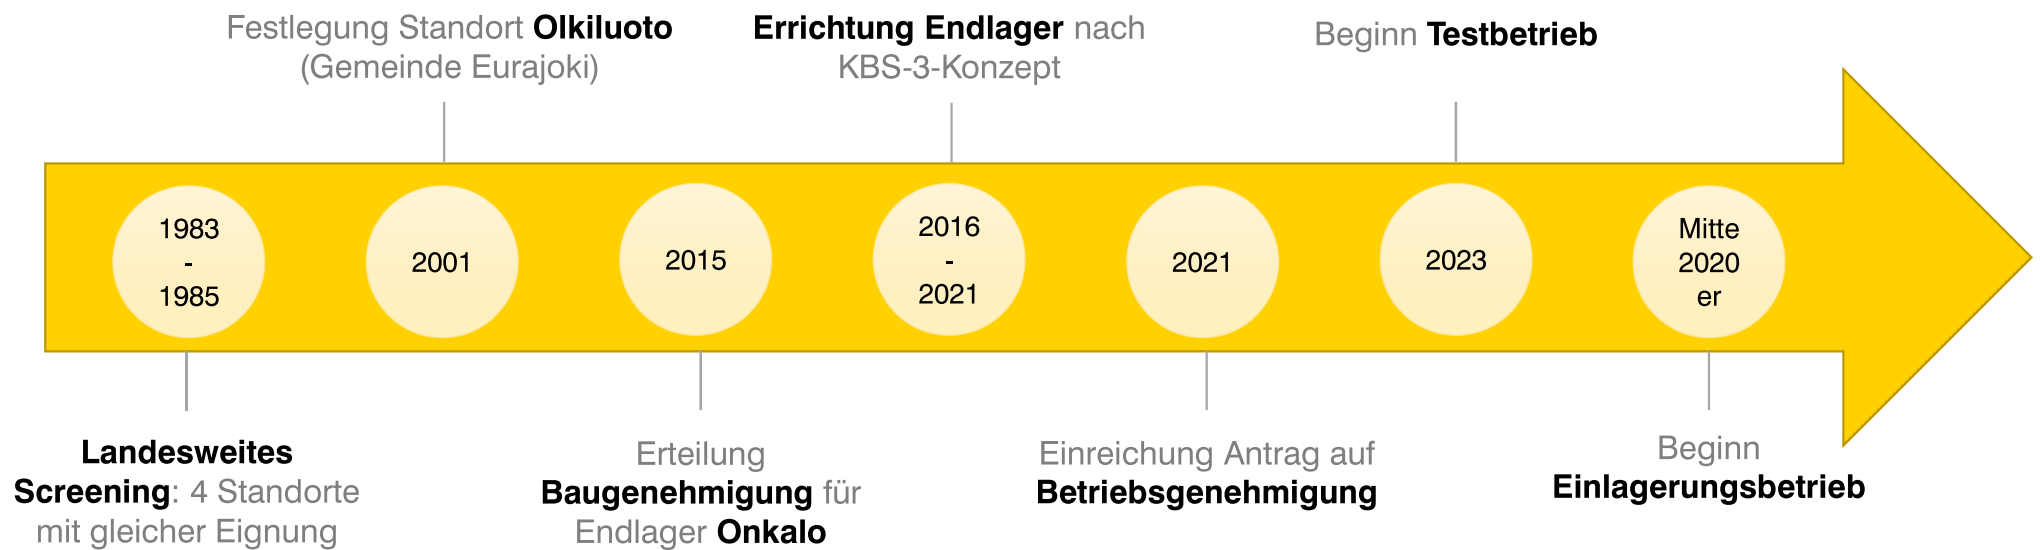 Festlegung Standort Olkiluoto
(Gemeinde Eurajoki)
Errichtung Endlager nach
KBS-3-Konzept
Beginn Testbetrieb
1983
-
1985
2001
2015
2016
-
2021
2021
2023
Mitte
2020
er
Landesweites
Screening: 4 Standorte
mit gleicher Eignung
Erteilung
Baugenehmigung für
Endlager Onkalo
Einreichung Antrag auf
Betriebsgenehmigung
Beginn
Einlagerungsbetrieb